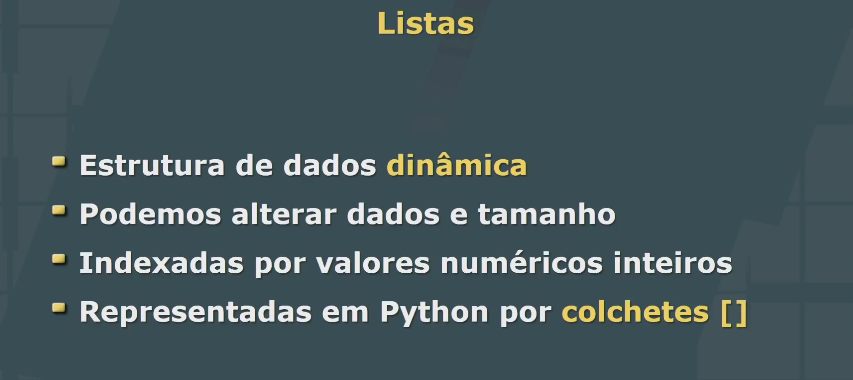 Listas
Estrutura de dados dinâmica
Podemos alterar dados e tamanho
Indexadas por valores numéricos inteiros
Representadas em Python por colchetes []